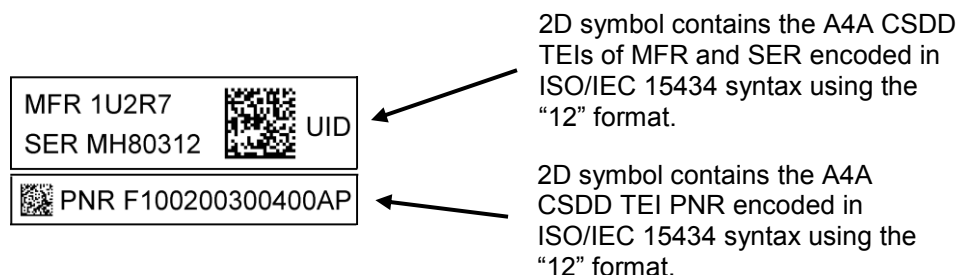 2D symbol contains the A4A CSDD
TEIs of MFR and SER encoded in
ISO/IEC 15434 syntax using the
“12” format.
MFR 1U2R7
SER MH80312
UID
PNR F100200300400AP
2D symbol contains the A4A
CSDD TEI PNR encoded in
ISO/IEC 15434 syntax using the
“12” format.